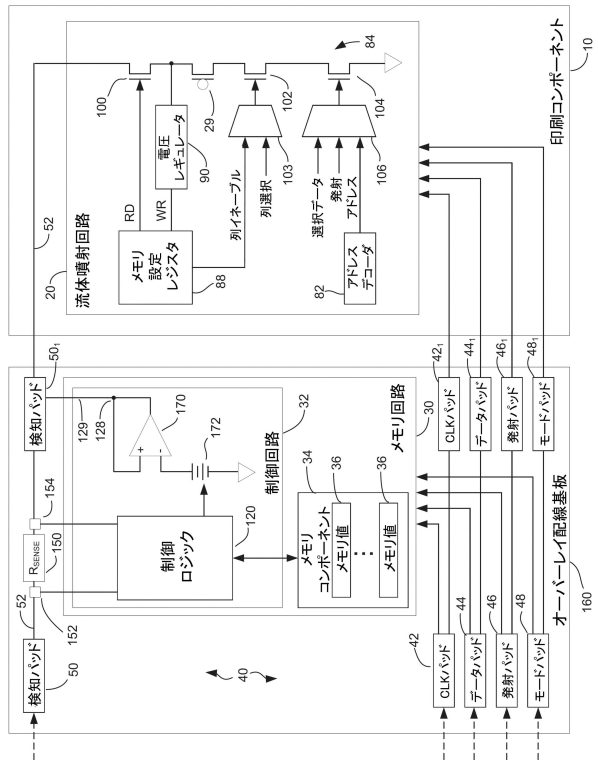 印刷コンポーネント
10
52
20
流体噴射回路
100
RD
WR
メモリ
設定
レジスタ
88
電圧
レギュレータ
90
29
84
102
103
列イネーブル
列選択
104
106
選択データ
発射
アドレス
アドレス
デコーダ
82
検知パッド
50₁
129
128
170
+
-
172
制御回路
32
メモリ回路
30
154
RSENSE
150
152
52
制御
ロジック
120
34
メモリ
コンポーネント
36
メモリ値
36
メモリ値
検知パッド
50
40
オーバーレイ配線基板
160
42₁
CLKパッド
44₁
データパッド
46₁
発射パッド
48₁
モードパッド
42
CLKパッド
44
データパッド
46
発射パッド
48
モードパッド